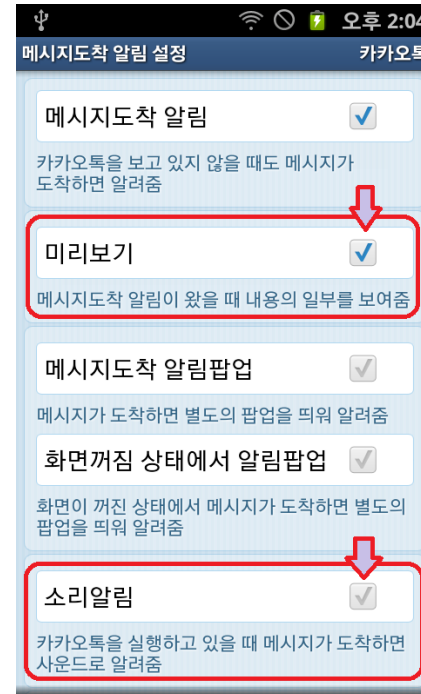 오후 2:04
메시지도착 알림 설정 카카오톡
메시지도착 알림
카카오톡을 보고 있지 않을 때도 메시지가
도착하면 알려줌
미리보기
메시지도착 알림이 왔을 때 내용의 일부를 보여줌
메시지도착 알림팝업
메시지가 도착하면 별도의 팝업을 띄워 알려줌
화면꺼짐 상태에서 알림팝업
화면이 꺼진 상태에서 메시지가 도착하면 별도의
팝업을 띄워 알려줌
소리알림
카카오톡을 실행하고 있을 때 메시지가 도착하면
사운드로 알려줌